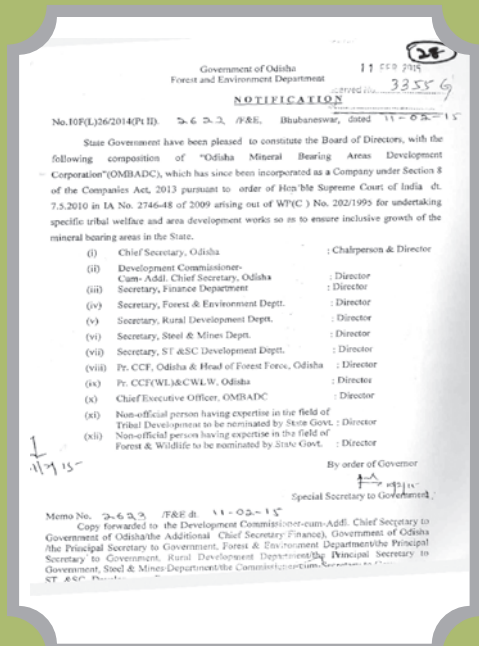 28
Government of Odisha
Forest and Environment Department
11 FEB 2015
3355 G
NOTIFICATION
No.10F(L)26/2014(Pt II). 2622 /F&E, Bhubaneswar, dated 11-02-15
State Government have been pleased to constitute the Board of Directors, with the
following composition of "Odisha Mineral Bearing Areas Development
Corporation"(OMBADC), which has since been incorporated as a Company under Section 8
of the Companies Act, 2013 pursuant to order of Hon'ble Supreme Court of India dt.
7.5.2010 in IA No. 2746-48 of 2009 arising out of WP(C ) No. 202/1995 for undertaking
specific tribal welfare and area development works so as to ensure inclusive growth of the
mineral bearing areas in the State.
(i) Chief Secretary, Odisha : Chairperson & Director
(ii) Development Commissioner-
Cum- Addl. Chief Secretary, Odisha : Director
(iii) Secretary, Finance Department : Director
(iv) Secretary, Forest & Environment Deptt. : Director
(v) Secretary, Rural Development Deptt. : Director
(vi) Secretary, Steel & Mines Deptt. : Director
(vii) Secretary, ST &SC Development Deptt. : Director
(viii) Pr. CCF, Odisha & Head of Forest Force, Odisha : Director
(ix) Pr. CCF(WL)&CWLW, Odisha : Director
(x) Chief Executive Officer, OMBADC : Director
(xi) Non-official person having expertise in the field of
Tribal Development to be nominated by State Govt. : Director
(xii) Non-official person having expertise in the field of
Forest & Wildlife to be nominated by State Govt. : Director
By order of Governor
Special Secretary to Government
Memo No. 2623 /F&E dt. 11-02-15
Copy forwarded to the Development Commissioner-cum-Addl. Chief Secretary to
Government of Odisha/the Additional Chief Secretary Finance), Government of Odisha
/the Principal Secretary to Government, Forest & Environment Department/the Principal
Secretary to Government, Rural Development Department/the Principal Secretary to
Government, Steel & Mines Department/the Commissioner-cum-Secretary to
ST &SC